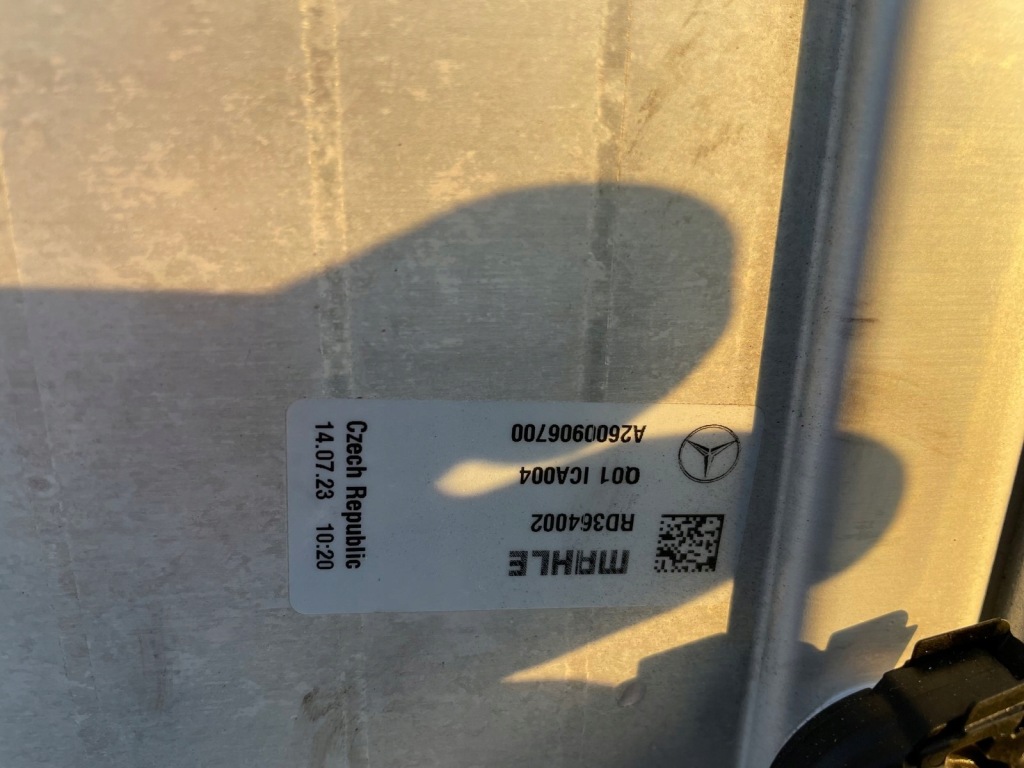 MAHLE
RD364002
Q01 ICA004
A2600906700
Czech Republic
14.07.23 10:20